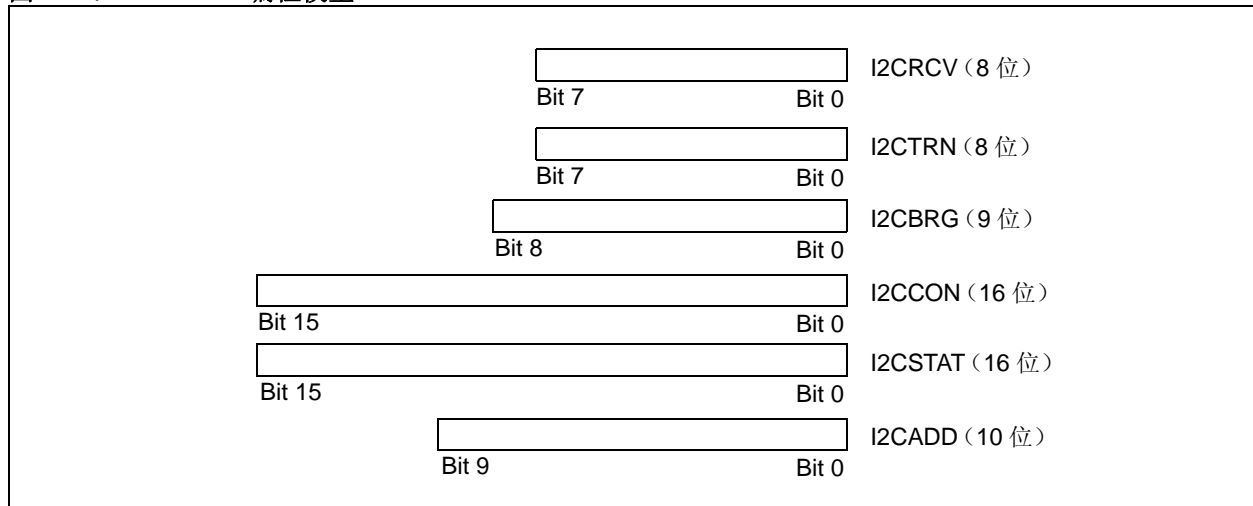 I2CRCV（8 位）
Bit 7 Bit 0
I2CTRN（8 位）
Bit 7 Bit 0
I2CBRG（9 位）
Bit 8 Bit 0
I2CCON（16 位）
Bit 15 Bit 0
I2CSTAT（16 位）
Bit 15 Bit 0
I2CADD（10 位）
Bit 9 Bit 0